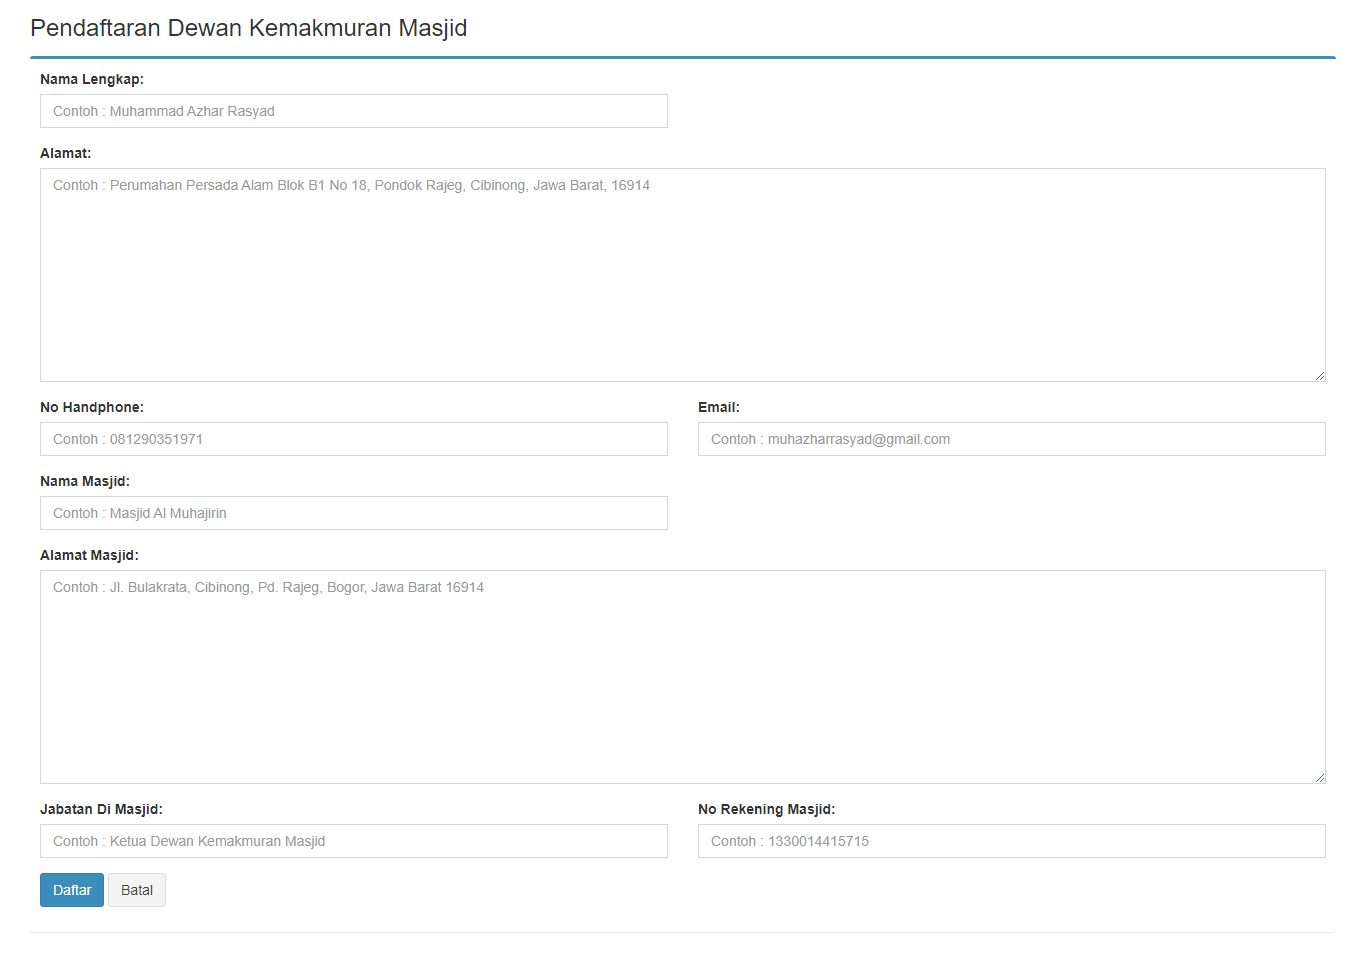 Pendaftaran Dewan Kemakmuran Masjid
Nama Lengkap:
Contoh : Muhammad Azhar Rasyad
Alamat:
Contoh : Perumahan Persada Alam Blok B1 No 18, Pondok Rajeg, Cibinong, Jawa Barat, 16914
No Handphone:
Contoh : 081290351971
Email:
Contoh : muhazharrasyad@gmail.com
Nama Masjid:
Contoh : Masjid Al Muhajirin
Alamat Masjid:
Contoh : Jl. Bulakrata, Cibinong, Pd. Rajeg, Bogor, Jawa Barat 16914
Jabatan Di Masjid:
Contoh : Ketua Dewan Kemakmuran Masjid
No Rekening Masjid:
Contoh : 1330014415715
Daftar
Batal